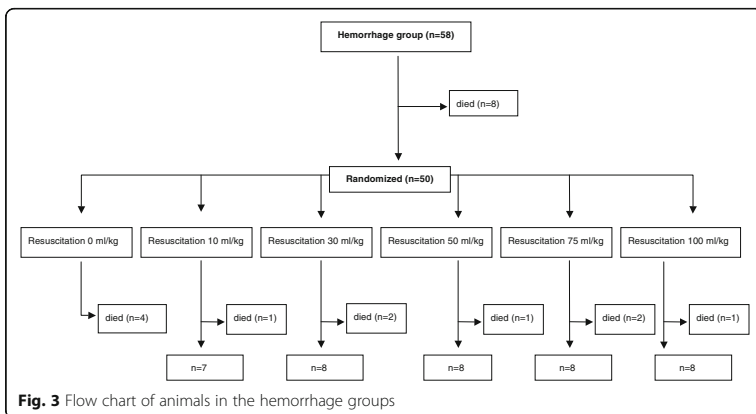 Hemorrhage group (n=58)
died (n=8)
Randomized (n=50)
Resuscitation 0 ml/kg
Resuscitation 10 ml/kg
Resuscitation 30 ml/kg
Resuscitation 50 ml/kg
Resuscitation 75 ml/kg
Resuscitation 100 ml/kg
died (n=4)
died (n=1)
died (n=2)
died (n=1)
died (n=2)
died (n=1)
n=7
n=8
n=8
n=8
n=8
Fig. 3 Flow chart of animals in the hemorrhage groups